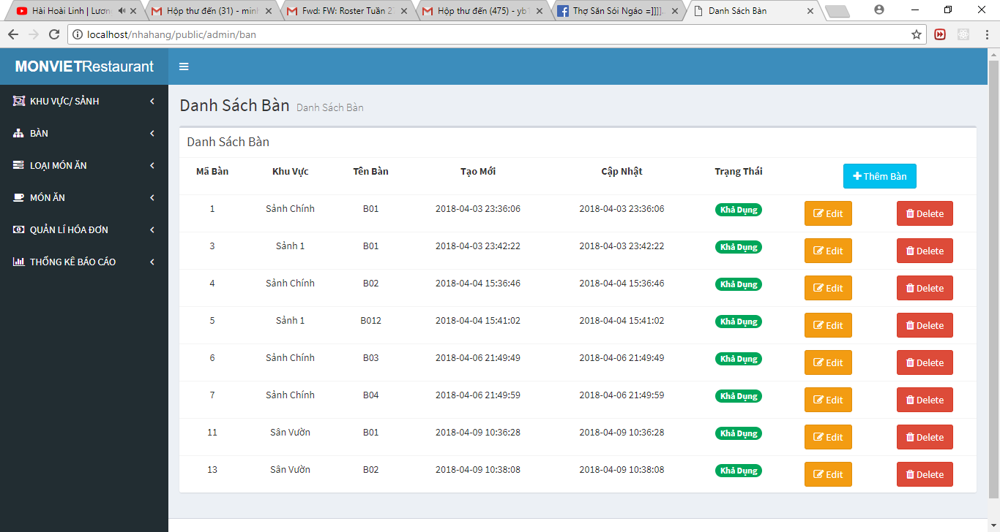 Hài Hoài Linh | Lươn
Hộp thư đến (31) - minh
Fwd: FW: Roster Tuần 27
Hộp thư đến (475) - yb1
Thợ Săn Sói Ngáo =]]]]..
Danh Sách Bàn
localhost/nhahang/public/admin/ban
MONVIETRestaurant
KHU VỰC/ SẢNH
BÀN
LOẠI MÓN ĂN
MÓN ĂN
QUẢN LÍ HÓA ĐƠN
THỐNG KÊ BÁO CÁO
Danh Sách Bàn Danh Sách Bàn
Danh Sách Bàn
Mã Bàn Khu Vực Tên Bàn Tạo Mới Cập Nhật Trạng Thái Thêm Bàn
1 Sảnh Chính B01 2018-04-03 23:36:06 2018-04-03 23:36:06 Khả Dụng Edit Delete
3 Sảnh 1 B01 2018-04-03 23:42:22 2018-04-03 23:42:22 Khả Dụng Edit Delete
4 Sảnh Chính B02 2018-04-04 15:36:46 2018-04-04 15:36:46 Khả Dụng Edit Delete
5 Sảnh 1 B012 2018-04-04 15:41:02 2018-04-04 15:41:02 Khả Dụng Edit Delete
6 Sảnh Chính B03 2018-04-06 21:49:49 2018-04-06 21:49:49 Khả Dụng Edit Delete
7 Sảnh Chính B04 2018-04-06 21:49:59 2018-04-06 21:49:59 Khả Dụng Edit Delete
11 Sân Vườn B01 2018-04-09 10:36:28 2018-04-09 10:36:28 Khả Dụng Edit Delete
13 Sân Vườn B02 2018-04-09 10:38:08 2018-04-09 10:38:08 Khả Dụng Edit Delete